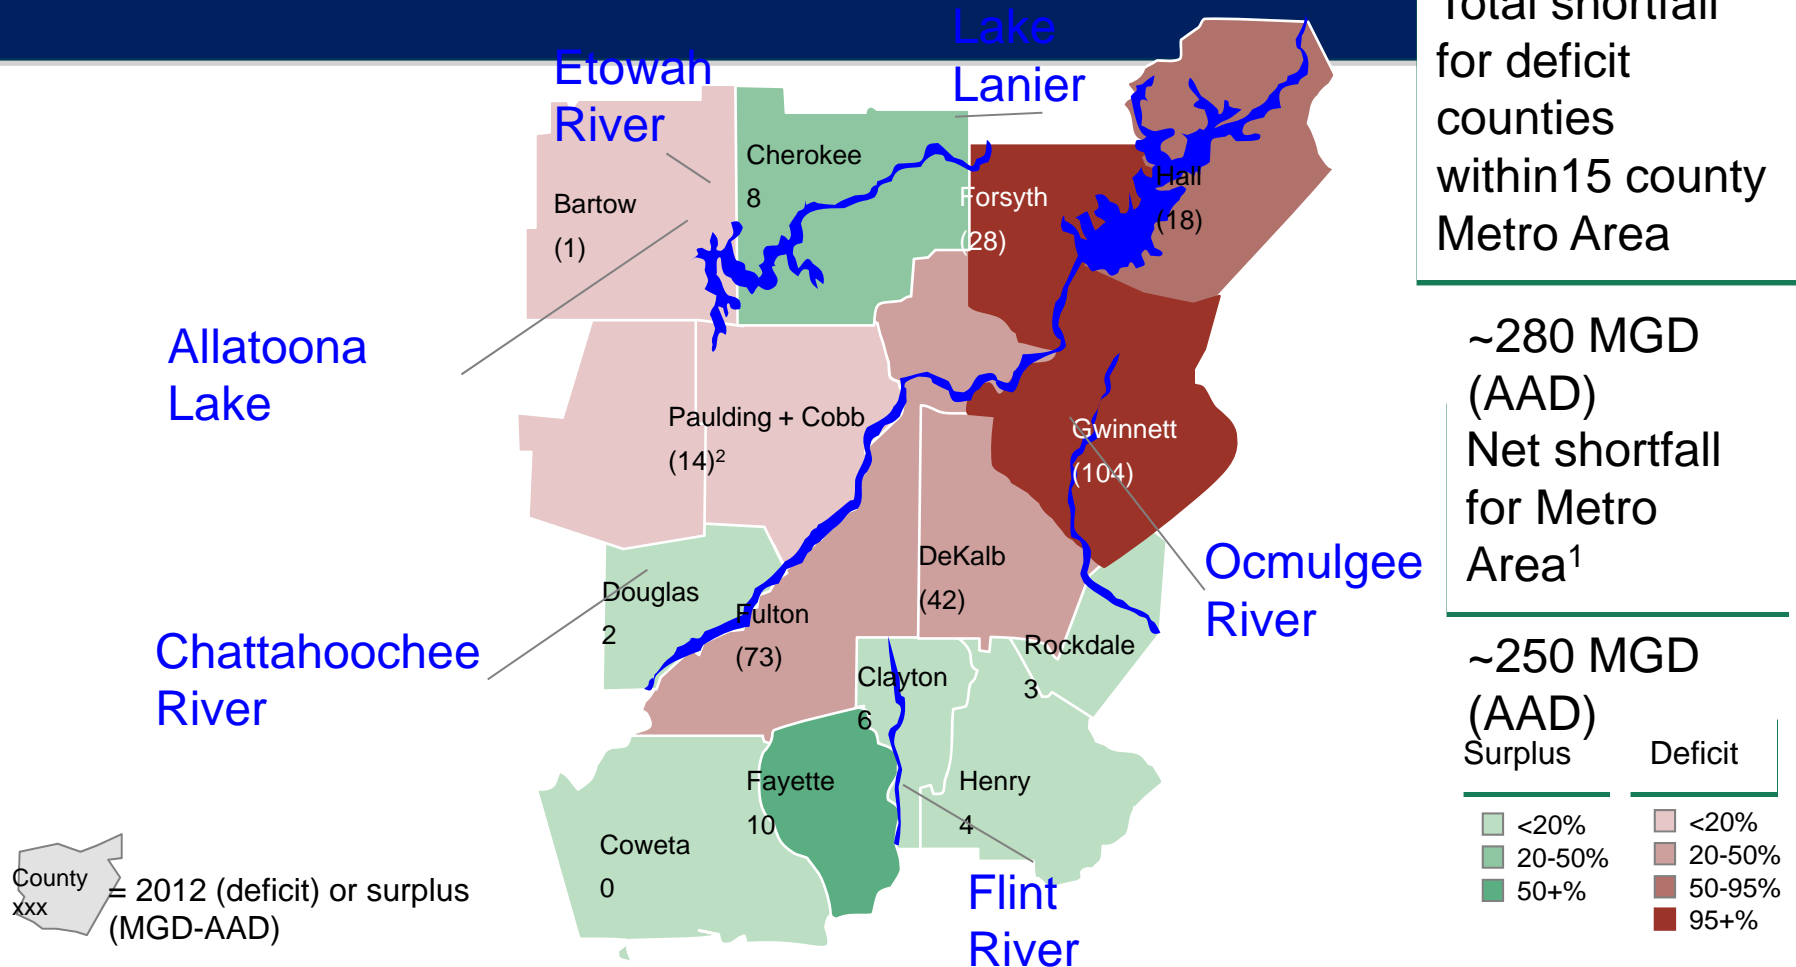 Lake
Lanier
Etowah
River
Total shortfall
for deficit
counties
within15 county
Metro Area
Cherokee
8
Bartow
(1)
Forsyth
(28)
Hall
(18)
Allatoona
Lake
~280 MGD
(AAD)
Net shortfall
for Metro
Area¹
Paulding + Cobb
(14)²
Gwinnett
(104)
DeKalb
(42)
Ocmulgee
River
Douglas
2
Fulton
(73)
Chattahoochee
River
Rockdale
3
Clayton
6
~250 MGD
(AAD)
Surplus
Deficit
<20%
20-50%
50+%
<20%
20-50%
50-95%
95+%
Fayette
10
Henry
4
Coweta
0
Flint
River
County
xxx
= 2012 (deficit) or surplus
(MGD-AAD)